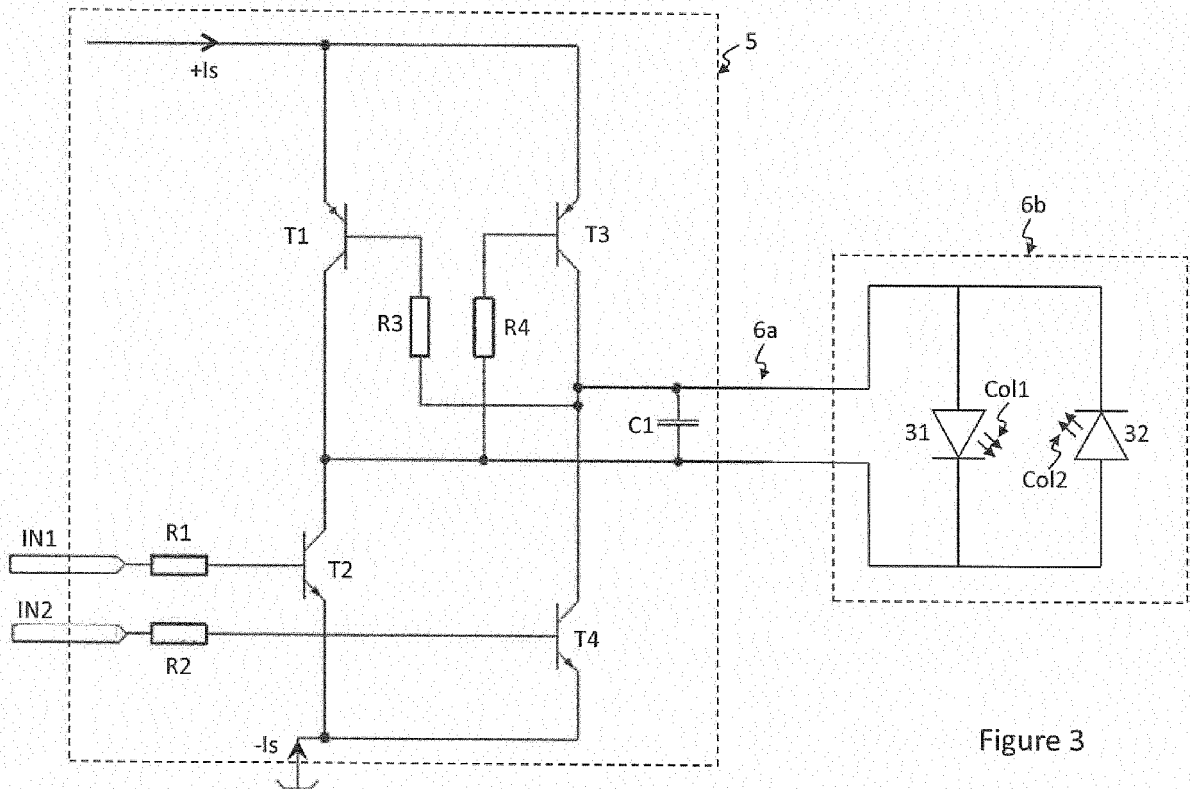 5
+Is
6b
T1
T3
R3
R4
6a
Col1
C1
31
32
Col2
IN1
R1
T2
IN2
T4
R2
-Is
Figure 3